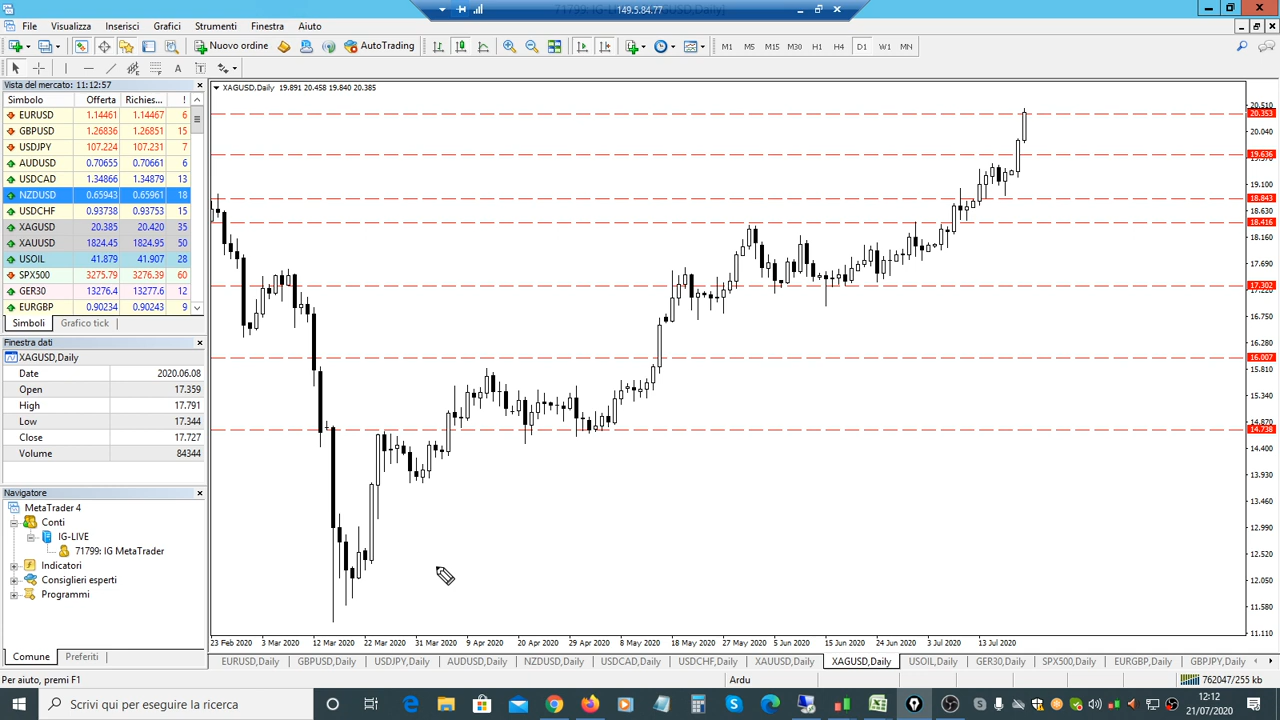 149.5.84.77
71799: IG-LIVE
File Visualizza Inserisci Grafici Strumenti Finestra Aiuto
Nuovo ordine AutoTrading M1 M5 M15 M30 H1 H4 D1 W1 MN
Vista del mercato: 11:12:57
Simbolo Offerta Richies... !
EURUSD 1.14461 1.14467 6
GBPUSD 1.26836 1.26851 15
USDJPY 107.224 107.231 7
AUDUSD 0.70655 0.70661 6
USDCAD 1.34866 1.34879 13
NZDUSD 0.65943 0.65961 18
USDCHF 0.93738 0.93753 15
XAGUSD 20.385 20.420 35
XAUUSD 1824.45 1824.95 50
USOIL 41.879 41.907 28
SPX500 3275.79 3276.39 60
GER30 13276.4 13277.6 12
EURGBP 0.90234 0.90243 9
Simboli Grafico tick
Finestra dati
XAGUSD,Daily
Date 2020.06.08
Open 17.359
High 17.791
Low 17.344
Close 17.727
Volume 84344
Navigatore
MetaTrader 4
Conti
IG-LIVE
71799: IG MetaTrader
Indicatori
Consiglieri esperti
Programmi
Comune Preferiti
XAGUSD,Daily 19.891 20.458 19.840 20.385
20.510
20.353
20.040
19.636
19.100
18.843
18.630
18.416
18.160
17.690
17.302
16.750
16.280
16.007
15.810
15.340
14.870
14.738
14.400
13.930
13.460
12.990
12.520
12.050
11.580
11.110
23 Feb 2020 3 Mar 2020 12 Mar 2020 22 Mar 2020 31 Mar 2020 9 Apr 2020 20 Apr 2020 29 Apr 2020 8 May 2020 18 May 2020 27 May 2020 5 Jun 2020 15 Jun 2020 24 Jun 2020 3 Jul 2020 13 Jul 2020
EURUSD,Daily GBPUSD,Daily USDJPY,Daily AUDUSD,Daily NZDUSD,Daily USDCAD,Daily USDCHF,Daily XAUUSD,Daily XAGUSD,Daily USOIL,Daily GER30,Daily SPX500,Daily EURGBP,Daily GBPJPY,Daily
Per aiuto, premi F1 Ardu 762047/255 kb
Scrivi qui per eseguire la ricerca
12:12
21/07/2020